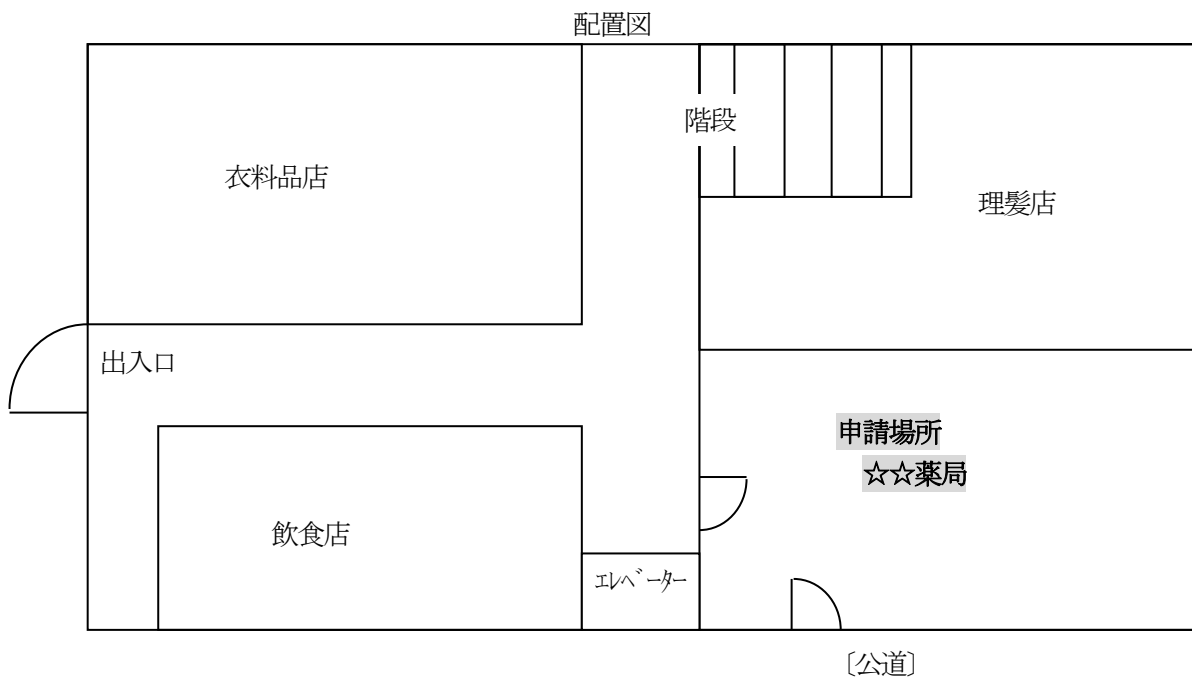 配置図
階段
衣料品店
理髪店
出入口
申請場所
☆☆薬局
飲食店
ｴﾚﾍﾞｰﾀｰ
〔公道〕